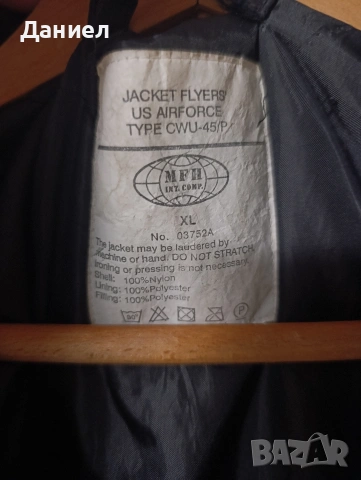 Даниел
JACKET FLYERS'
US AIRFORCE
TYPE CWU-45/P
MFH
INT. COMP.
XL
No. 03752A
The jacket may be laudered by
machine or hand. DO NOT STRETCH.
Ironing or pressing is not necessary.
Shell: 100%Nylon
Lining: 100%Polyester
Filling: 100%Polyester
P
BAZAR